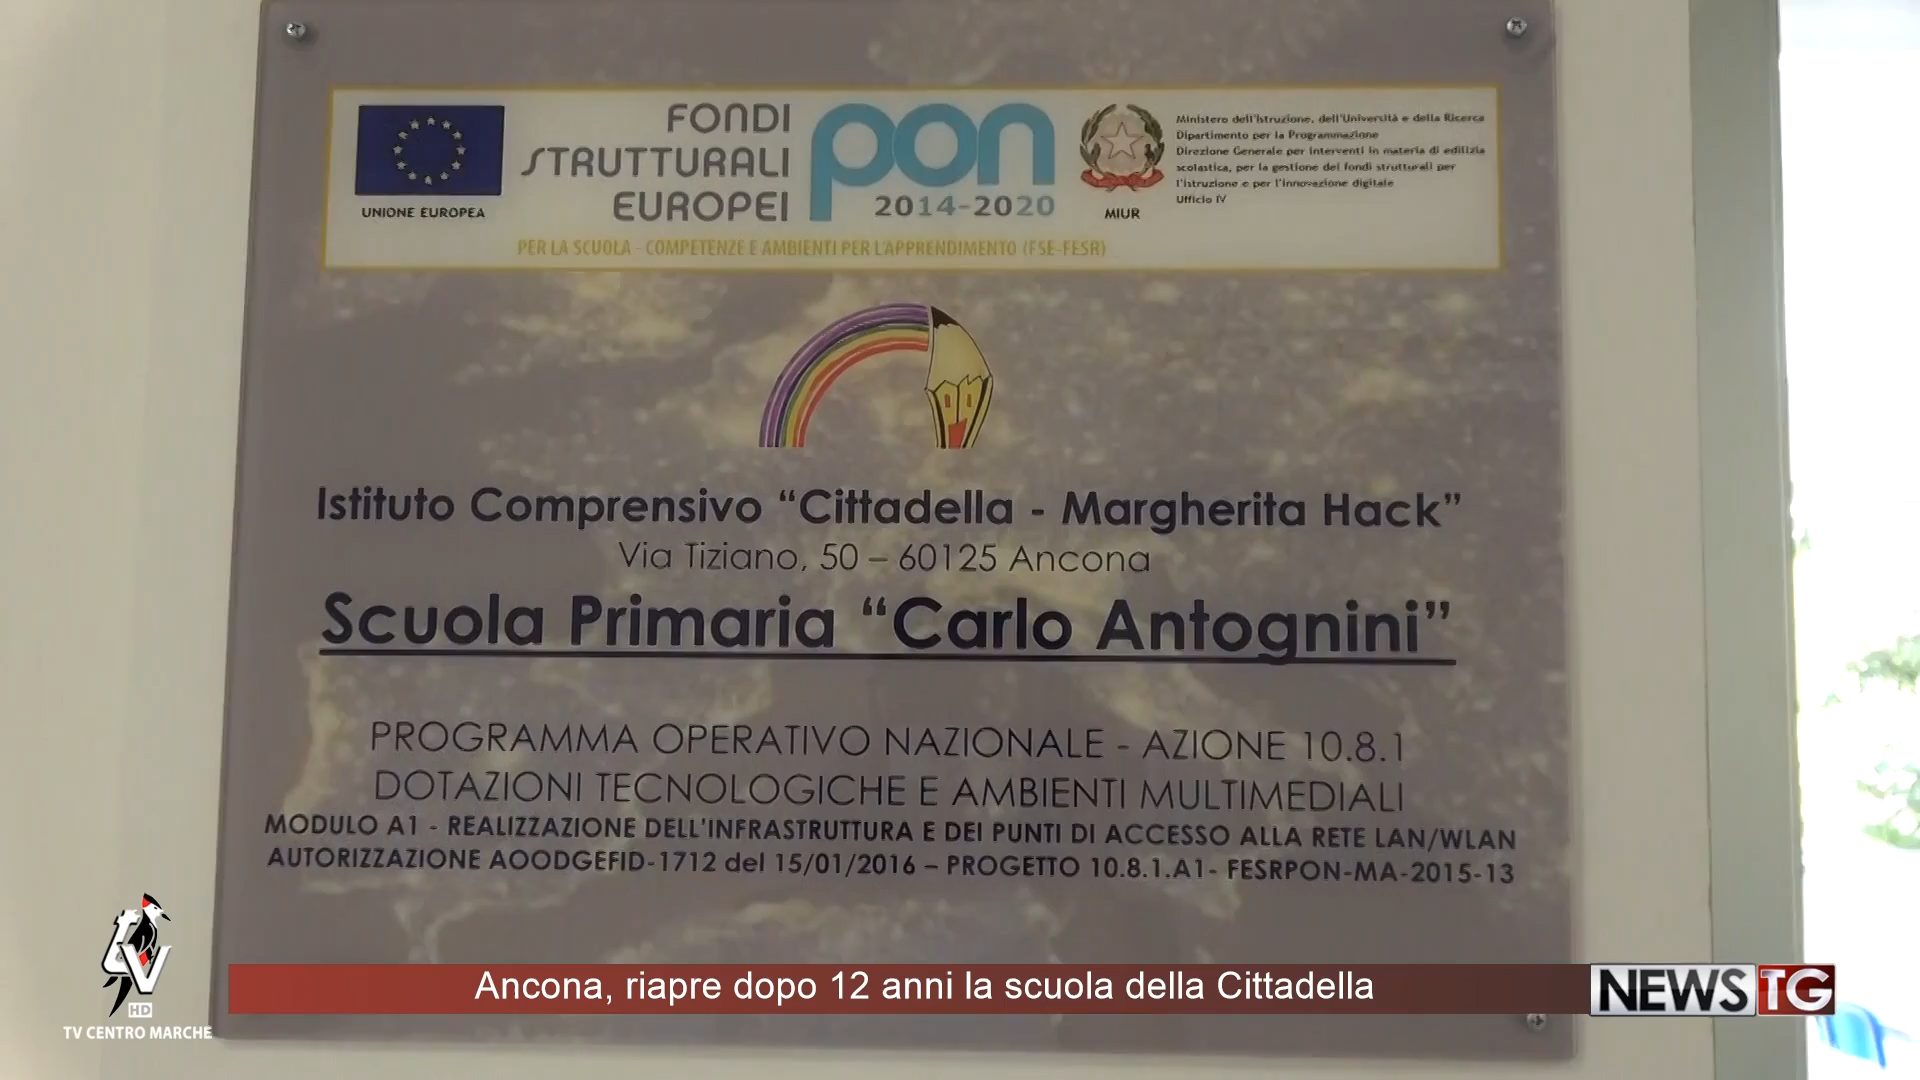 FONDI
STRUTTURALI
EUROPEI
pon
2014-2020
UNIONE EUROPEA
MIUR
Ministero dell'Istruzione, dell'Università e della Ricerca
Dipartimento per la Programmazione
Direzione Generale per interventi in materia di edilizia
scolastica, per la gestione dei fondi strutturali per
l'istruzione e per l'innovazione digitale
Ufficio IV
PER LA SCUOLA - COMPETENZE E AMBIENTI PER L'APPRENDIMENTO (FSE-FESR)
Istituto Comprensivo “Cittadella - Margherita Hack”
Via Tiziano, 50 – 60125 Ancona
Scuola Primaria “Carlo Antognini”
PROGRAMMA OPERATIVO NAZIONALE - AZIONE 10.8.1
DOTAZIONI TECNOLOGICHE E AMBIENTI MULTIMEDIALI
MODULO A1 - REALIZZAZIONE DELL'INFRASTRUTTURA E DEI PUNTI DI ACCESSO ALLA RETE LAN/WLAN
AUTORIZZAZIONE AOODGEFID-1712 del 15/01/2016 – PROGETTO 10.8.1.A1- FESRPON-MA-2015-13
Ancona, riapre dopo 12 anni la scuola della Cittadella
NEWS TG
TV
HD
TV CENTRO MARCHE